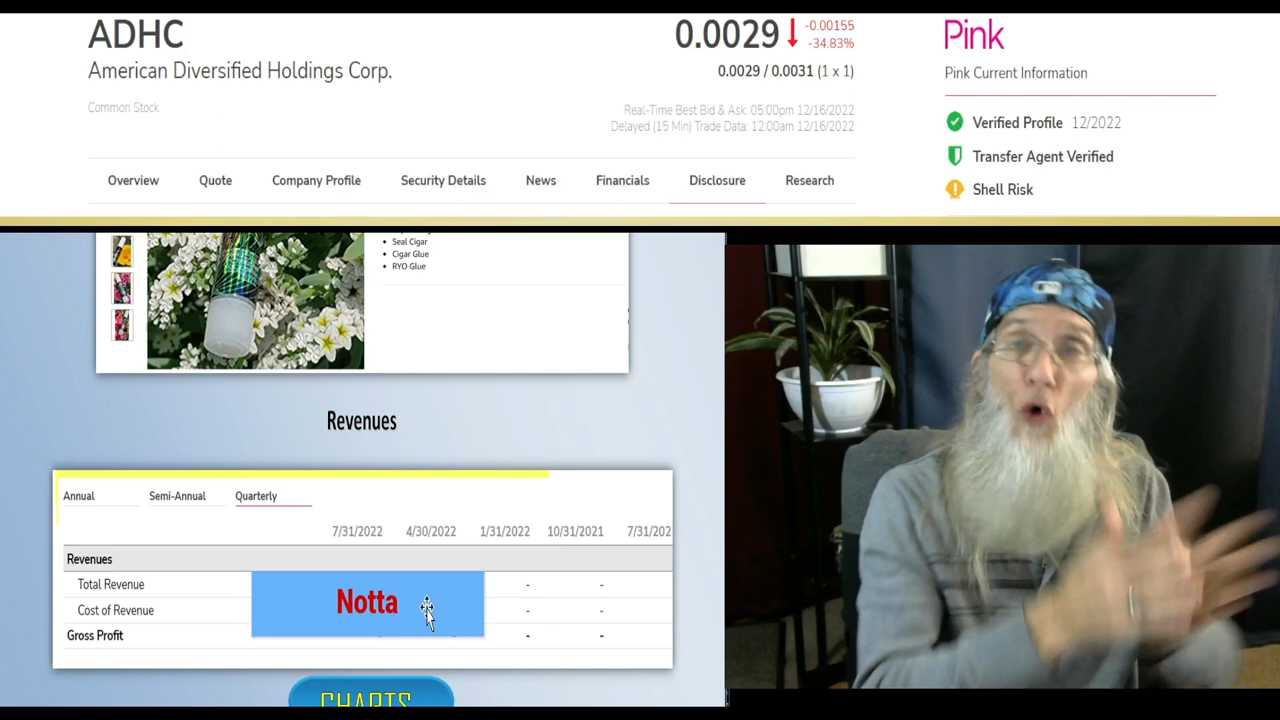 ADHC
American Diversified Holdings Corp.
Common Stock
0.0029 -0.00155
-34.83%
0.0029 / 0.0031 (1 x 1)
Real-Time Best Bid & Ask: 05:00pm 12/16/2022
Delayed (15 Min) Trade Data: 12:00am 12/16/2022
Overview Quote Company Profile Security Details News Financials Disclosure Research
Pink
Pink Current Information
Verified Profile 12/2022
Transfer Agent Verified
Shell Risk
Seal Cigar
Cigar Glue
RYO Glue
Revenues
Annual Semi-Annual Quarterly
7/31/2022 4/30/2022 1/31/2022 10/31/2021 7/31/202
Revenues
Total Revenue - -
Cost of Revenue - -
Notta
Gross Profit - - - -
CHARTS